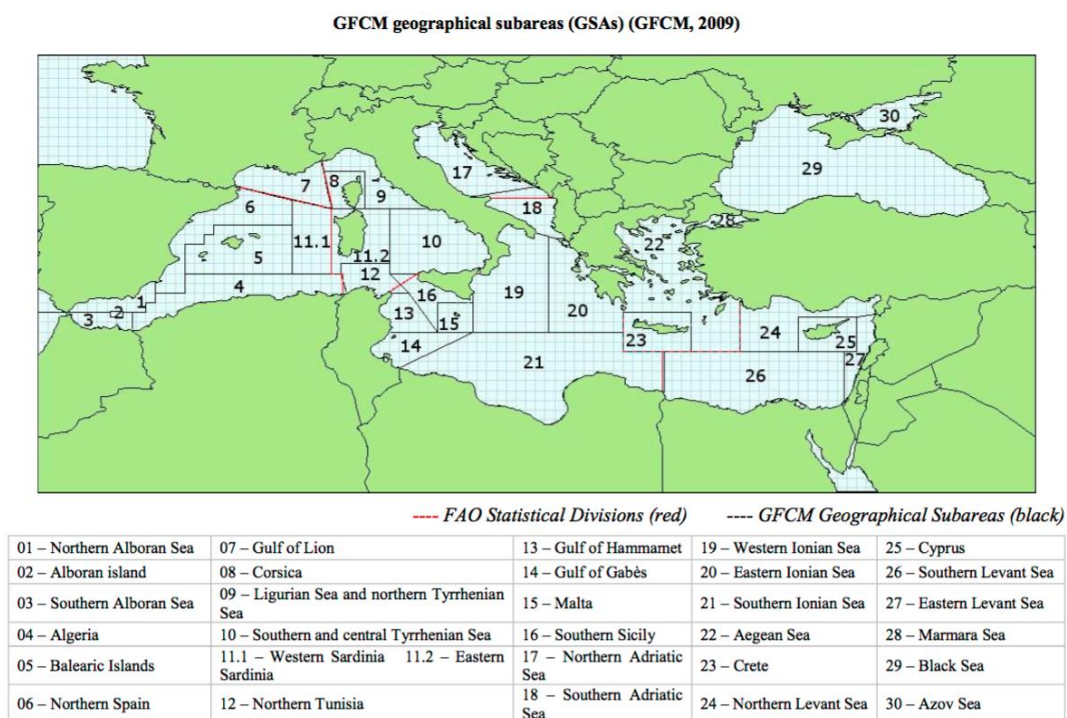 GFCM geographical subareas (GSAs) (GFCM, 2009)
30
29
17
7
8
9
6
18
28
22
11.1
10
5
11.2
12
4
16
19
20
1
2
3
13
15
24
23
25
14
27
21
26
---- FAO Statistical Divisions (red) ---- GFCM Geographical Subareas (black)
01 – Northern Alboran Sea 07 – Gulf of Lion 13 – Gulf of Hammamet 19 – Western Ionian Sea 25 – Cyprus
02 – Alboran island 08 – Corsica 14 – Gulf of Gabès 20 – Eastern Ionian Sea 26 – Southern Levant Sea
03 – Southern Alboran Sea 09 – Ligurian Sea and northern Tyrrhenian
Sea 15 – Malta 21 – Southern Ionian Sea 27 – Eastern Levant Sea
04 – Algeria 10 – Southern and central Tyrrhenian Sea 16 – Southern Sicily 22 – Aegean Sea 28 – Marmara Sea
05 – Balearic Islands 11.1 – Western Sardinia 11.2 – Eastern
Sardinia 17 – Northern Adriatic
Sea 23 – Crete 29 – Black Sea
06 – Northern Spain 12 – Northern Tunisia 18 – Southern Adriatic
Sea 24 – Northern Levant Sea 30 – Azov Sea